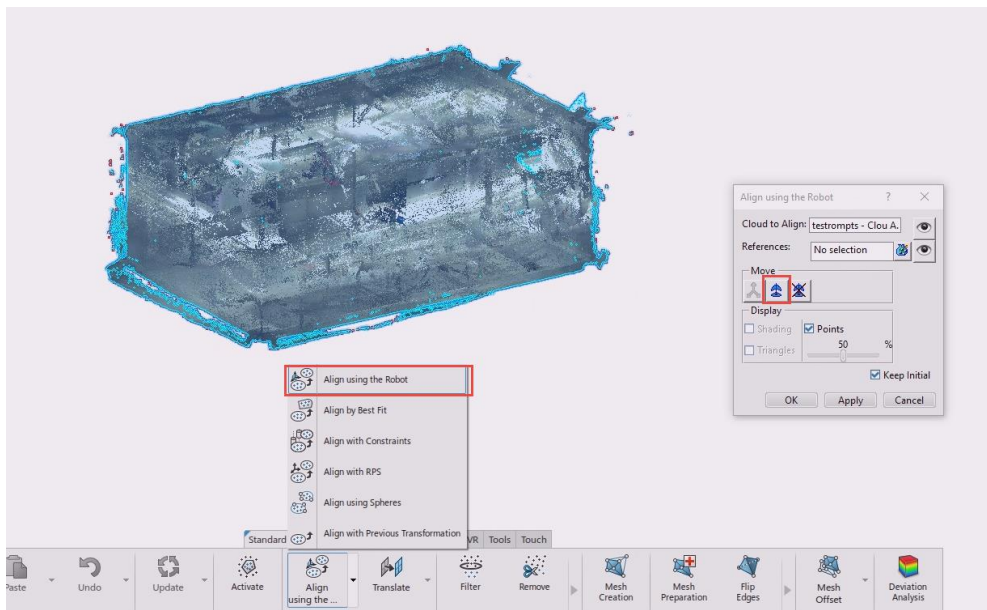 Align using the Robot ? ×
Cloud to Align: testrompts - Clou A.
References: No selection
Move
Display
Shading Points
Triangles 50 %
Keep Initial
OK Apply Cancel
Align using the Robot
Align by Best Fit
Align with Constraints
Align with RPS
Align using Spheres
Align with Previous Transformation
Standard VR Tools Touch
Paste Undo Update Activate Align using the ... Translate Filter Remove Mesh Creation Mesh Preparation Flip Edges Mesh Offset Deviation Analysis